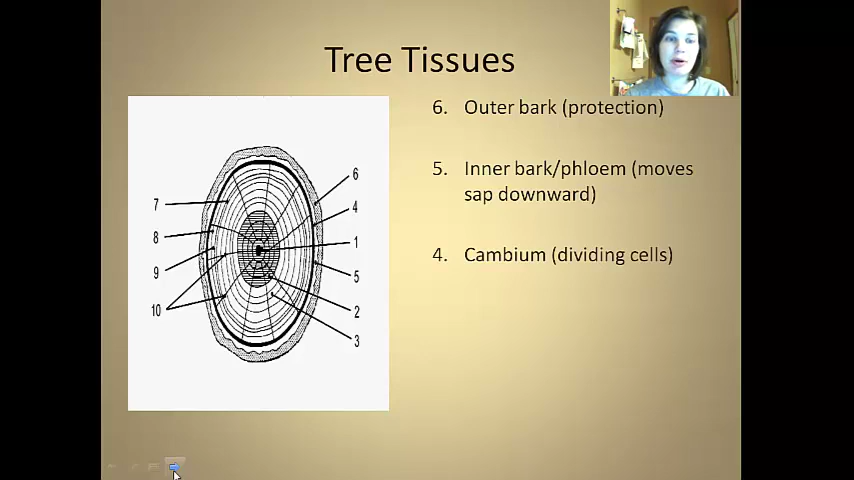 Tree Tissues
6. Outer bark (protection)
5. Inner bark/phloem (moves
sap downward)
4. Cambium (dividing cells)
6
7
4
8
1
9
5
10
2
3